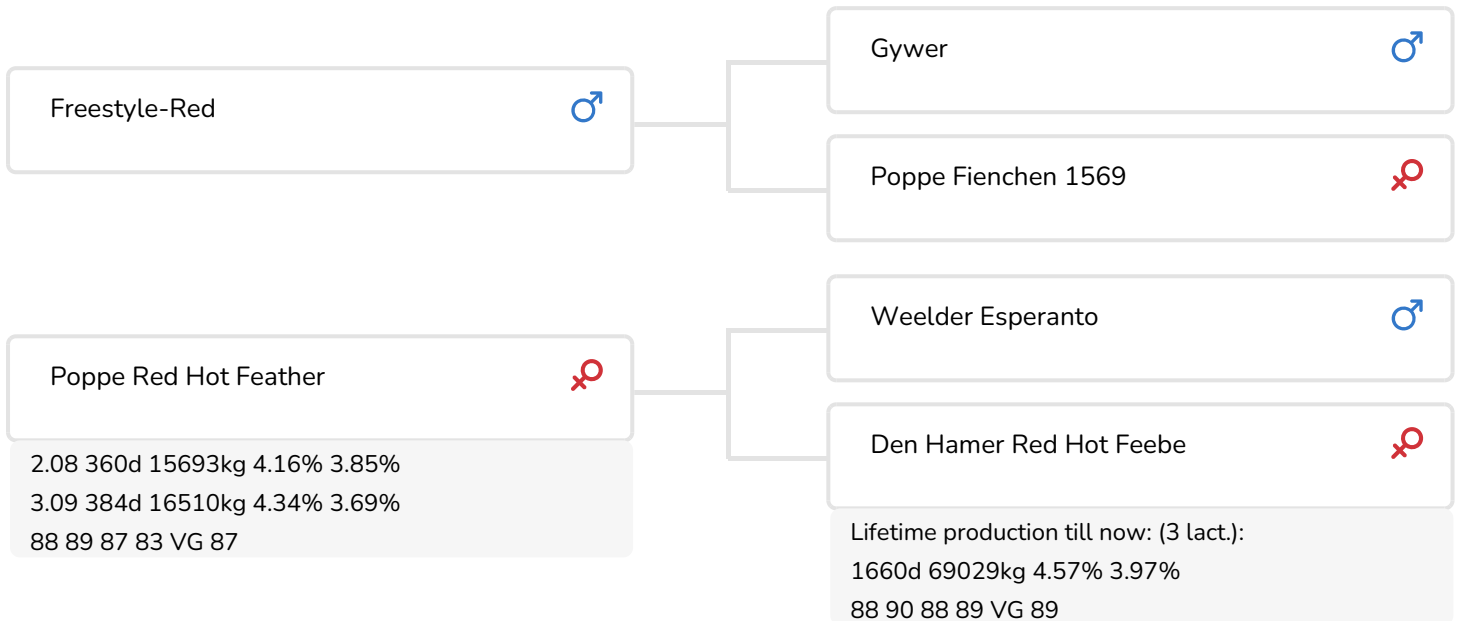 Freestyle-Red
Gywer
Poppe Fienchen 1569
Poppe Red Hot Feather
2.08 360d 15693kg 4.16% 3.85%
3.09 384d 16510kg 4.34% 3.69%
88 89 87 83 VG 87
Weelder Esperanto
Den Hamer Red Hot Feebe
Lifetime production till now: (3 lact.):
1660d 69029kg 4.57% 3.97%
88 90 88 89 VG 89